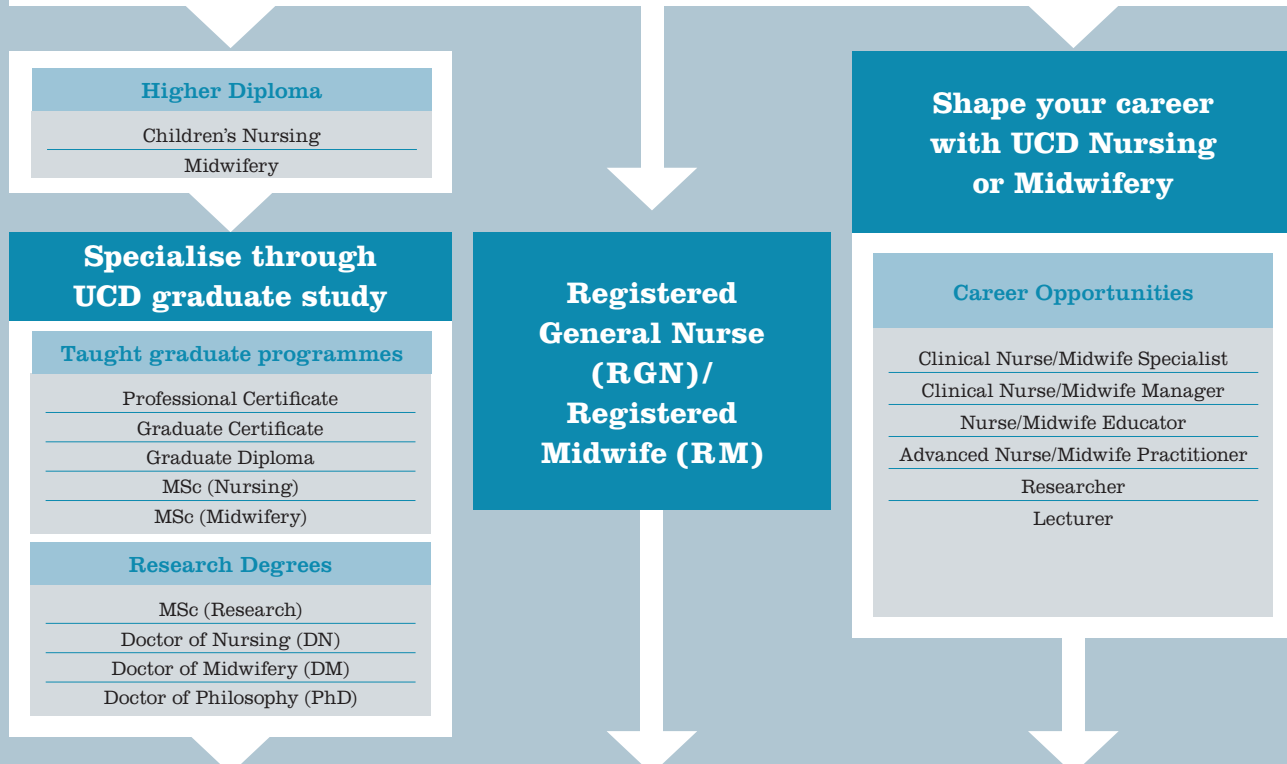 Higher Diploma
Children's Nursing
Midwifery
Specialise through
UCD graduate study
Taught graduate programmes
Professional Certificate
Graduate Certificate
Graduate Diploma
MSc (Nursing)
MSc (Midwifery)
Research Degrees
MSc (Research)
Doctor of Nursing (DN)
Doctor of Midwifery (DM)
Doctor of Philosophy (PhD)
Registered
General Nurse
(RGN)/
Registered
Midwife (RM)
Shape your career
with UCD Nursing
or Midwifery
Career Opportunities
Clinical Nurse/Midwife Specialist
Clinical Nurse/Midwife Manager
Nurse/Midwife Educator
Advanced Nurse/Midwife Practitioner
Researcher
Lecturer